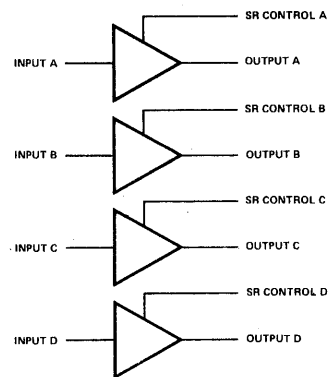 SR CONTROL A
INPUT A
OUTPUT A
SR CONTROL B
INPUT B
OUTPUT B
SR CONTROL C
INPUT C
OUTPUT C
SR CONTROL D
INPUT D
OUTPUT D